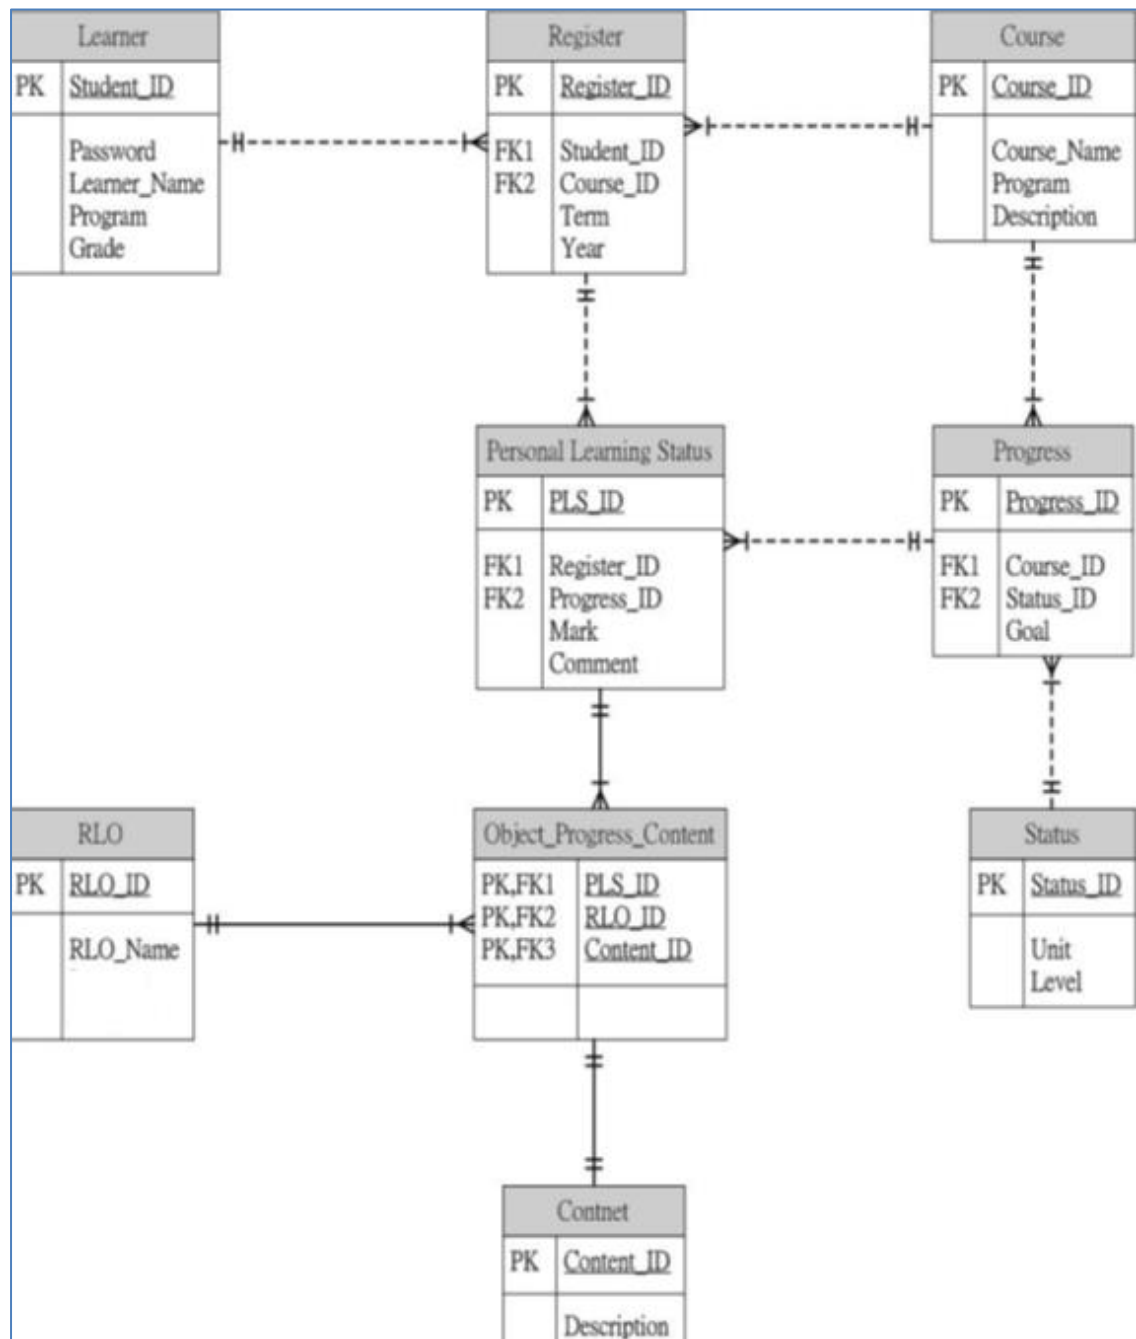 Learner
PK Student_ID
Password
Learner_Name
Program
Grade
Register
PK Register_ID
FK1 Student_ID
FK2 Course_ID
Term
Year
Course
PK Course_ID
Course_Name
Program
Description
Personal Learning Status
PK PLS_ID
FK1 Register_ID
FK2 Progress_ID
Mark
Comment
Progress
PK Progress_ID
FK1 Course_ID
FK2 Status_ID
Goal
RLO
PK RLO_ID
RLO_Name
Object_Progress_Content
PK,FK1 PLS_ID
PK,FK2 RLO_ID
PK,FK3 Content_ID
Status
PK Status_ID
Unit
Level
Contnet
PK Content_ID
Description